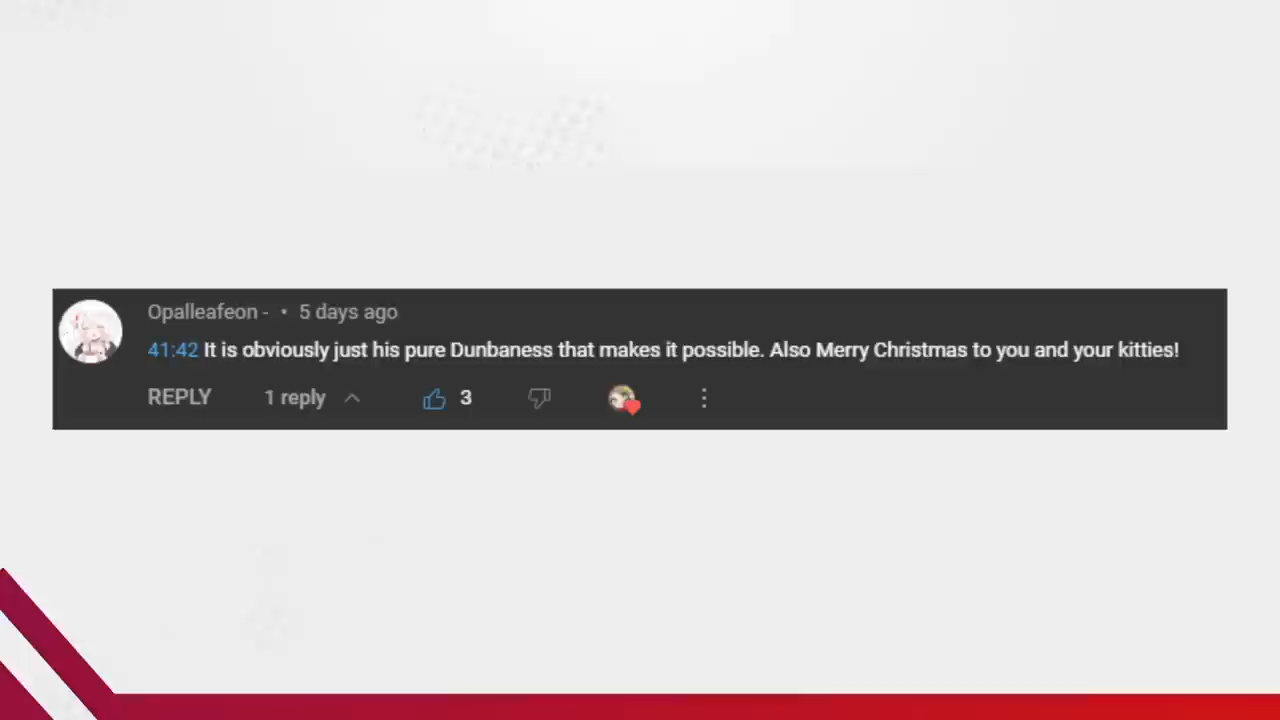 Opalleafeon - • 5 days ago
41:42 It is obviously just his pure Dunbaness that makes it possible. Also Merry Christmas to you and your kitties!
REPLY 1 reply 3